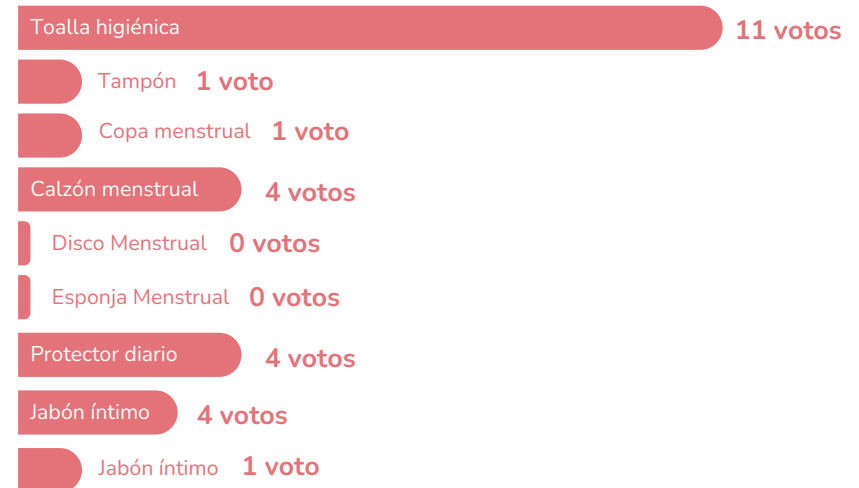 Toalla higiénica 11 votos
Tampón 1 voto
Copa menstrual 1 voto
Calzón menstrual 4 votos
Disco Menstrual 0 votos
Esponja Menstrual 0 votos
Protector diario 4 votos
Jabón íntimo 4 votos
Jabón íntimo 1 voto